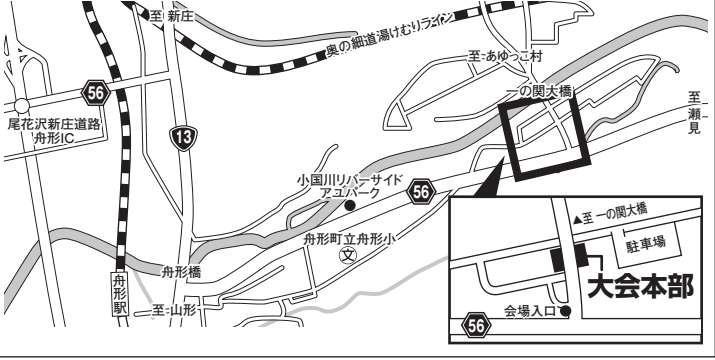 至 新庄
奥の細道湯けむりライン
至 あゆっこ村
一の関大橋
至 瀬見
56
尾花沢新庄道路
舟形IC
13
小国川リバーサイド
アユパーク
56
舟形町立舟形小
文
舟形橋
舟形駅
至 山形
▲至 一の関大橋
駐車場
大会本部
会場入口
56